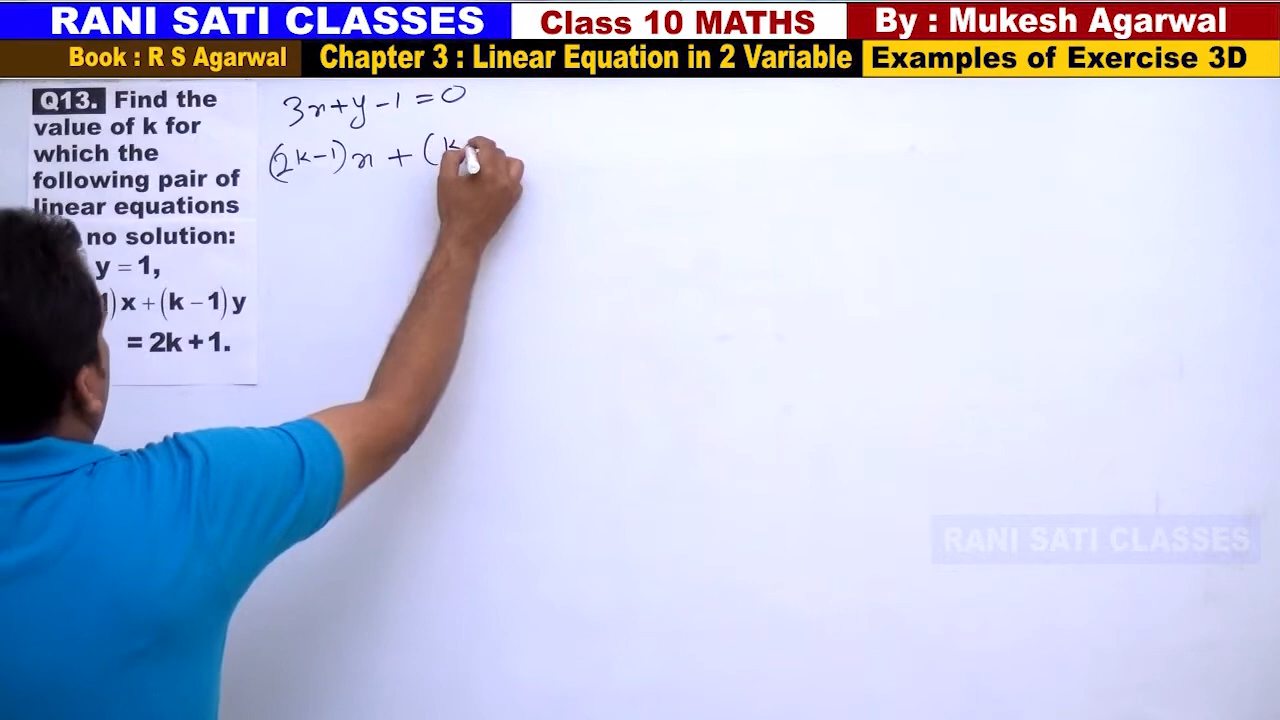 RANI SATI CLASSES Class 10 MATHS By : Mukesh Agarwal
Book : R S Agarwal Chapter 3 : Linear Equation in 2 Variable Examples of Exercise 3D
Q13. Find the
value of k for
which the
following pair of
linear equations
no solution:
y = 1,
1)x + (k − 1)y
= 2k + 1.
3x + y - 1 = 0
(2k - 1)x + (k
RANI SATI CLASSES